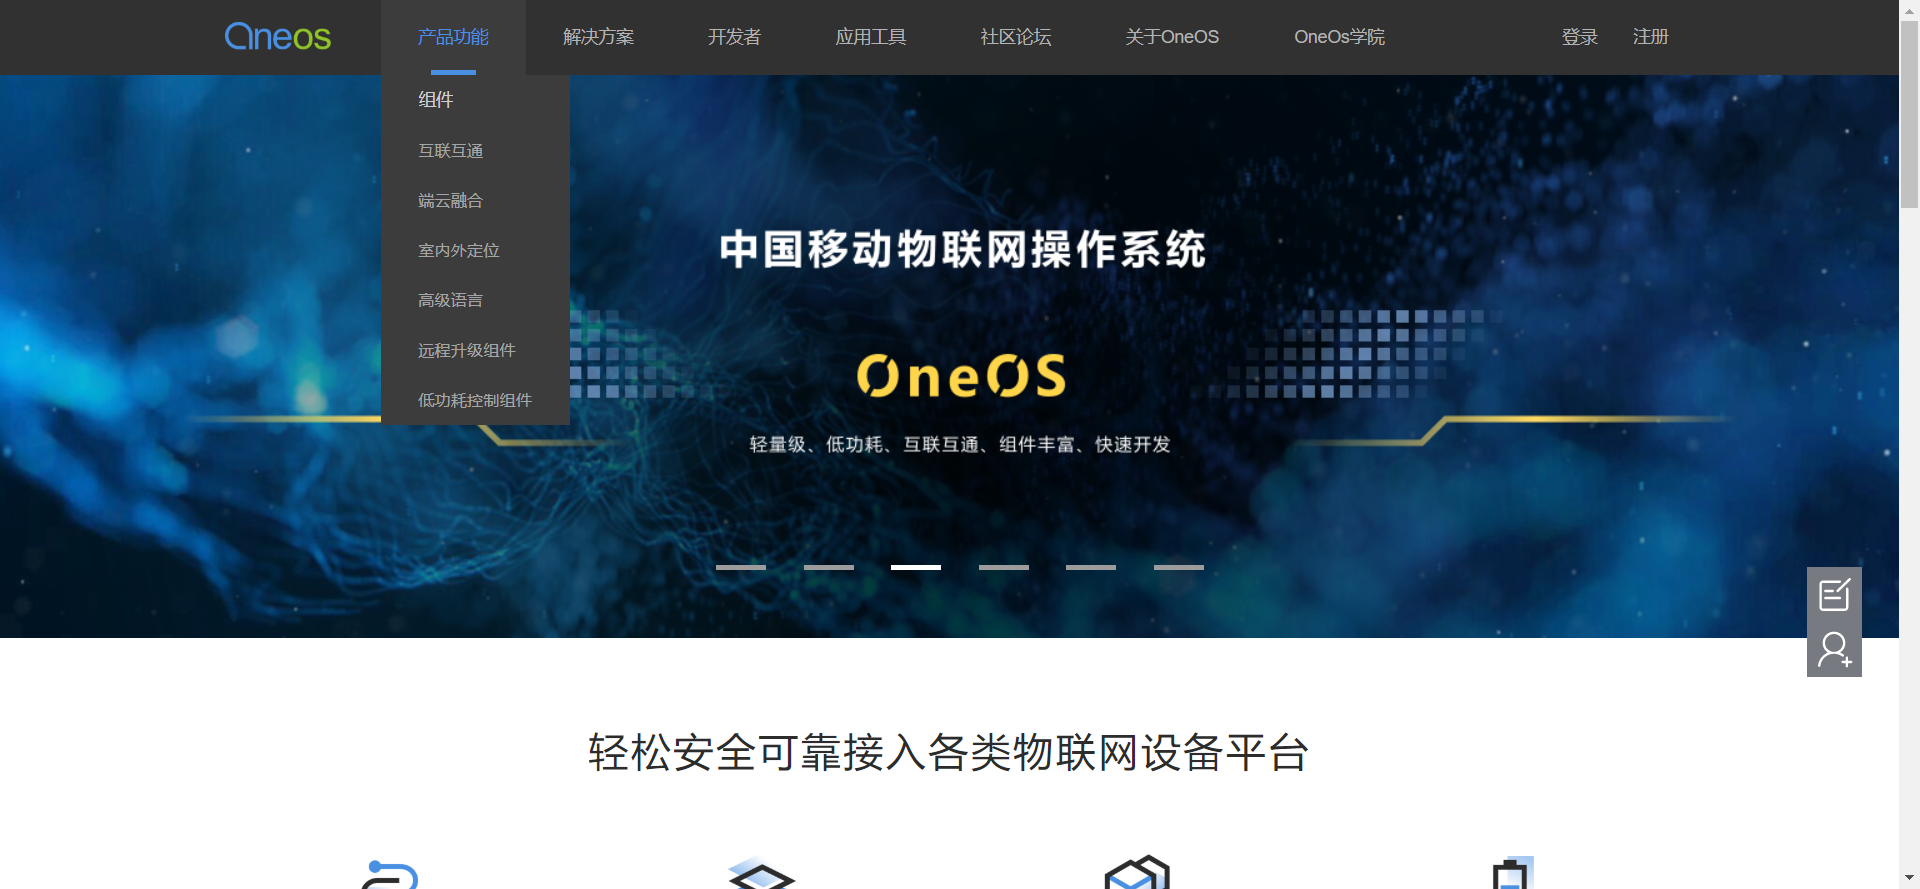 Oneos 产品功能 解决方案 开发者 应用工具 社区论坛 关于OneOS OneOs学院 登录 注册
组件
互联互通
端云融合
室内外定位
高级语言
远程升级组件
低功耗控制组件
中国移动物联网操作系统
OneOS
轻量级、低功耗、互联互通、组件丰富、快速开发
轻松安全可靠接入各类物联网设备平台